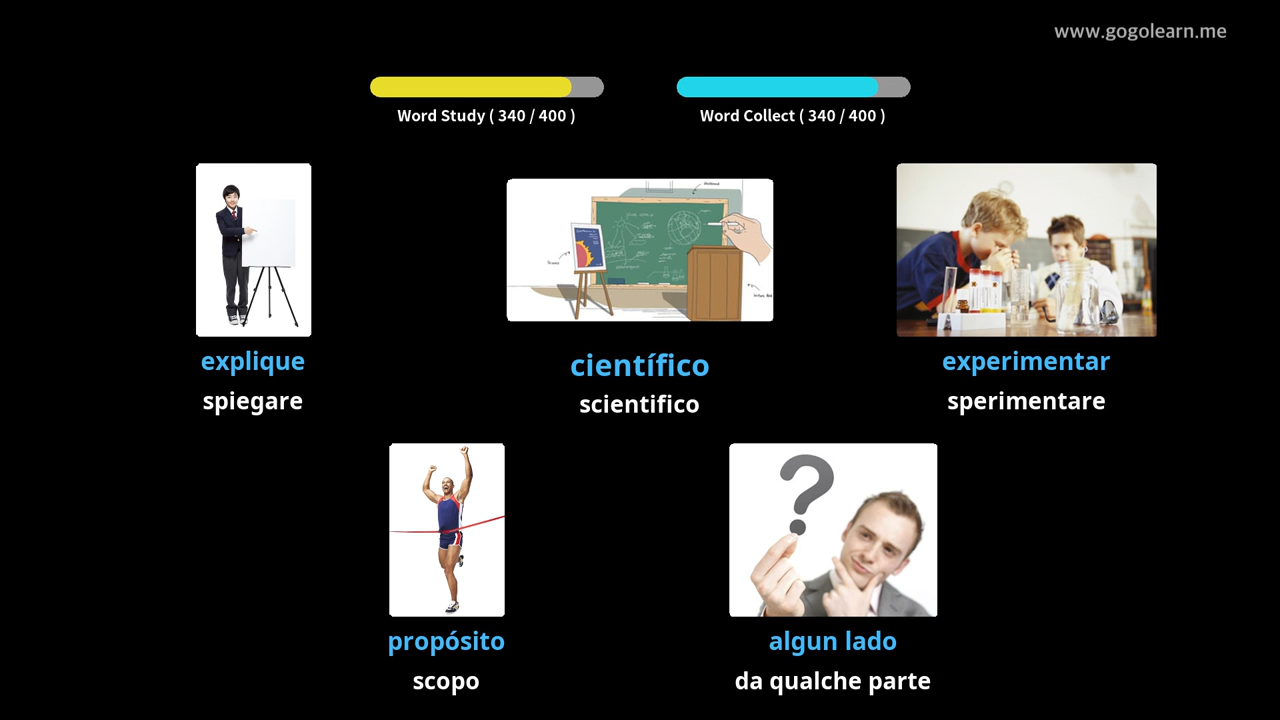 www.gogolearn.me
Word Study ( 340 / 400 )
Word Collect ( 340 / 400 )
explique
spiegare
científico
scientifico
experimentar
sperimentare
propósito
scopo
algun lado
da qualche parte